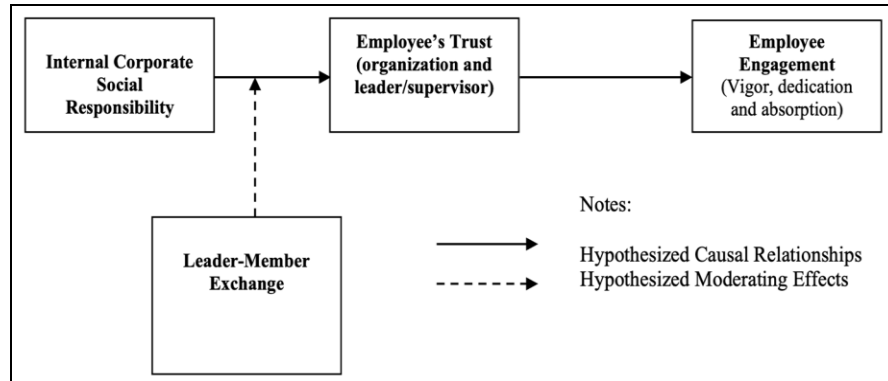 Internal Corporate
Social
Responsibility
Employee’s Trust
(organization and
leader/supervisor)
Employee
Engagement
(Vigor, dedication
and absorption)
Leader-Member
Exchange
Notes:
Hypothesized Causal Relationships
Hypothesized Moderating Effects